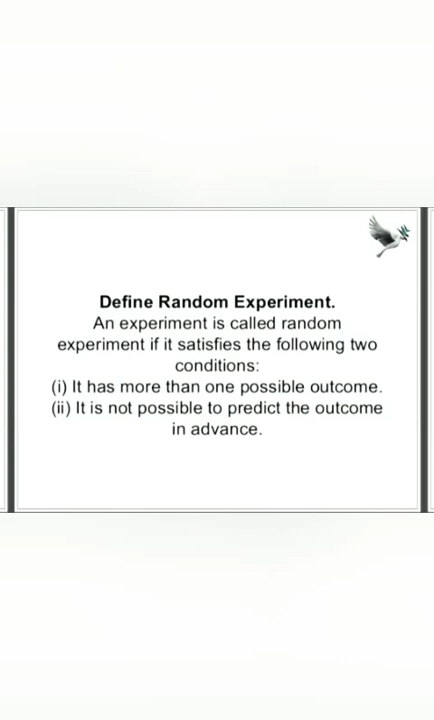 Define Random Experiment.
An experiment is called random
experiment if it satisfies the following two
conditions:
(i) It has more than one possible outcome.
(ii) It is not possible to predict the outcome
in advance.